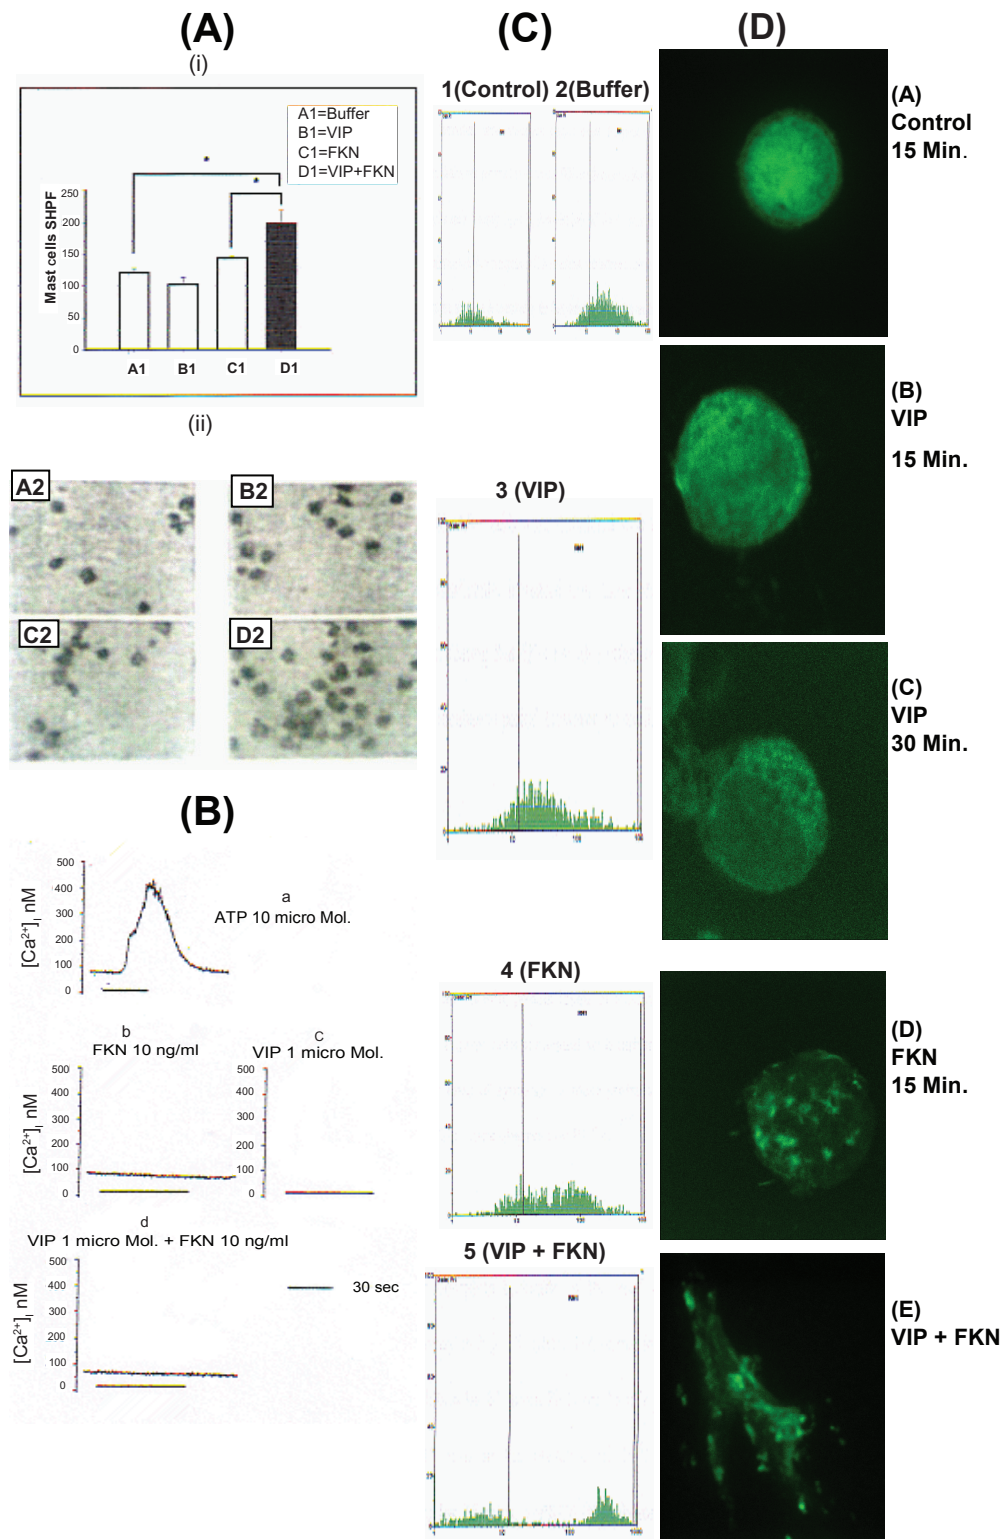 (A)
(i)
A1=Buffer
B1=VIP
C1=FKN
D1=VIP+FKN
Mast cells SHPF
250
200
150
100
50
0
A1 B1 C1 D1
(ii)
A2
B2
C2
D2
(B)
[Ca²⁺]ᵢ nM
500
400
300
200
100
0
a
ATP 10 micro Mol.
b
FKN 10 ng/ml
[Ca²⁺]ᵢ nM
500
400
300
200
100
0
C
VIP 1 micro Mol.
500
400
300
200
100
0
d
VIP 1 micro Mol. + FKN 10 ng/ml
[Ca²⁺]ᵢ nM
500
400
300
200
100
0
30 sec
(C)
1(Control) 2(Buffer)
3 (VIP)
4 (FKN)
5 (VIP + FKN)
(D)
(A)
Control
15 Min.
(B)
VIP
15 Min.
(C)
VIP
30 Min.
(D)
FKN
15 Min.
(E)
VIP + FKN